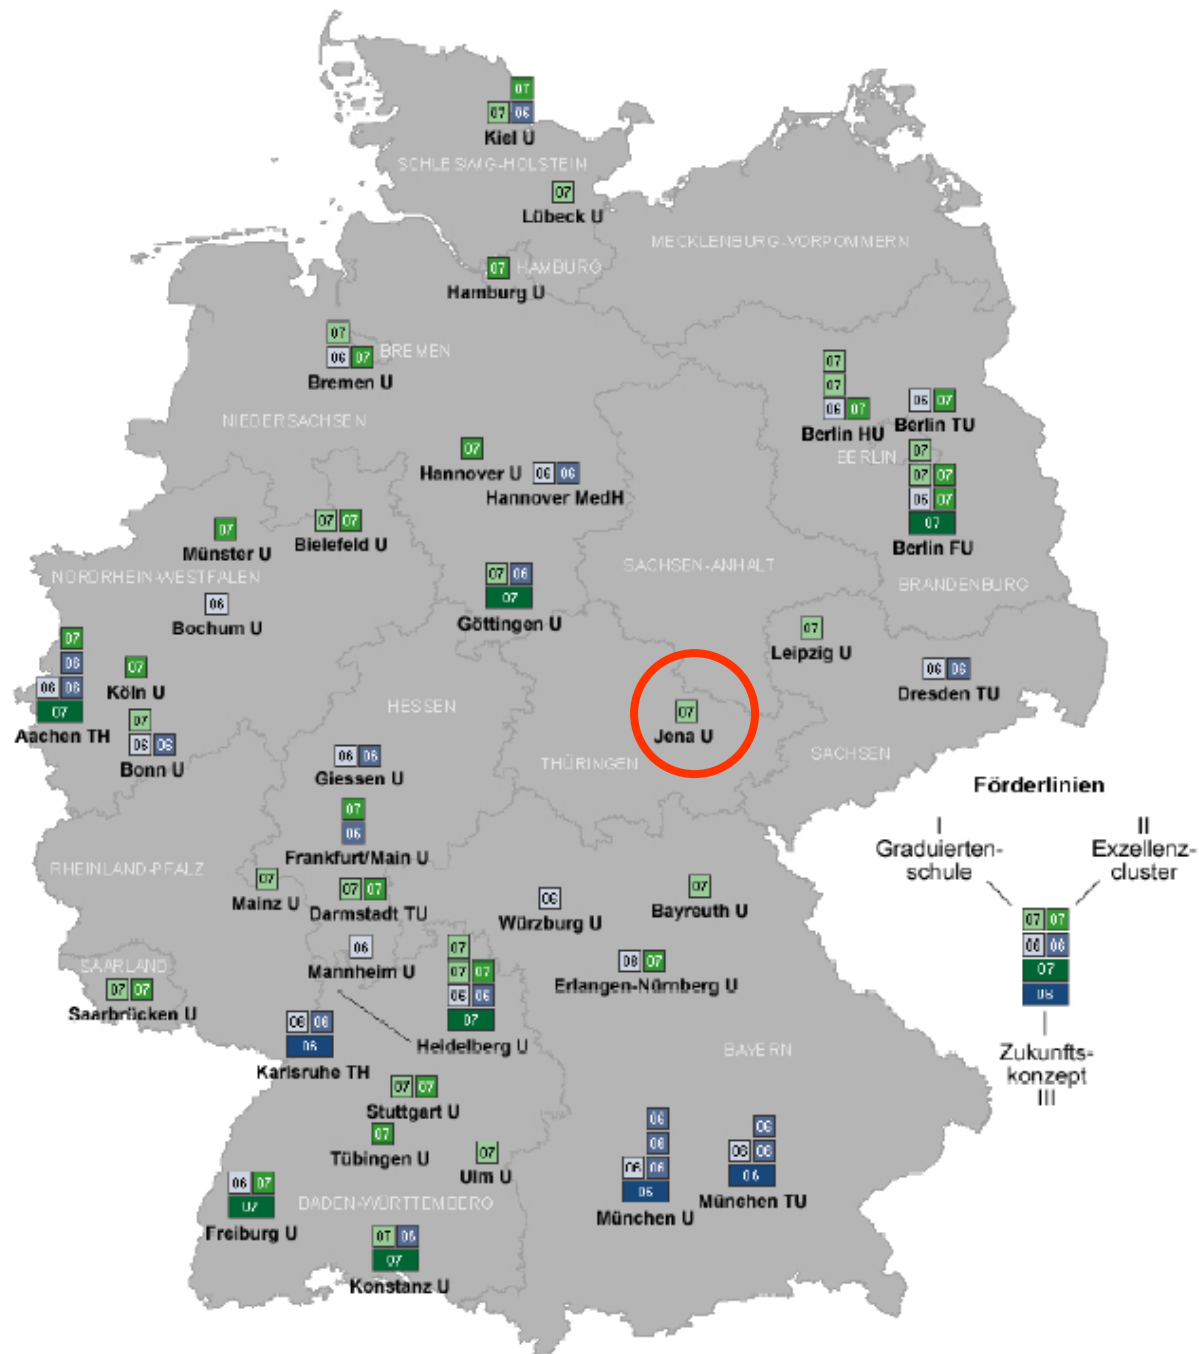 07
07 06
Kiel U
SCHLESWIG-HOLSTEIN
07
Lübeck U
MECKLENBURG-VORPOMMERN
07 HAMBURG
Hamburg U
07
06 07 BREMEN
Bremen U
NIEDERSACHSEN
07
07
06 07
Berlin HU
06 07
Berlin TU
BERLIN
07
07 07
06 07
07
Berlin FU
BRANDENBURG
07
Hannover U
06 06
Hannover MedH
07
Münster U
07 07
Bielefeld U
NORDRHEIN-WESTFALEN
06
Bochum U
SACHSEN-ANHALT
07 06
07
Göttingen U
07
Leipzig U
06 06
Dresden TU
07
06
06 06
07
Aachen TH
07
Köln U
07
06 06
Bonn U
HESSEN
07
Jena U
THÜRINGEN
SACHSEN
06 06
Giessen U
07
06
Frankfurt/Main U
RHEINLAND-PFALZ
07
Mainz U
07 07
Darmstadt TU
06
Würzburg U
07
Bayreuth U
06
Mannheim U
07
07 07
06 06
07
Heidelberg U
06 07
Erlangen-Nürnberg U
SAARLAND
07 07
Saarbrücken U
06 06
06
Karlsruhe TH
BAYERN
07 07
Stuttgart U
07
Tübingen U
07
Ulm U
06
06
06 06
06
München U
06
06 06
06
München TU
06 07
07
Freiburg U
BADEN-WÜRTTEMBERG
07 06
07
Konstanz U
Förderlinien
I
Graduierten-
schule
II
Exzellenz-
cluster
07 07
06 06
07
06
Zukunfts-
konzept
III